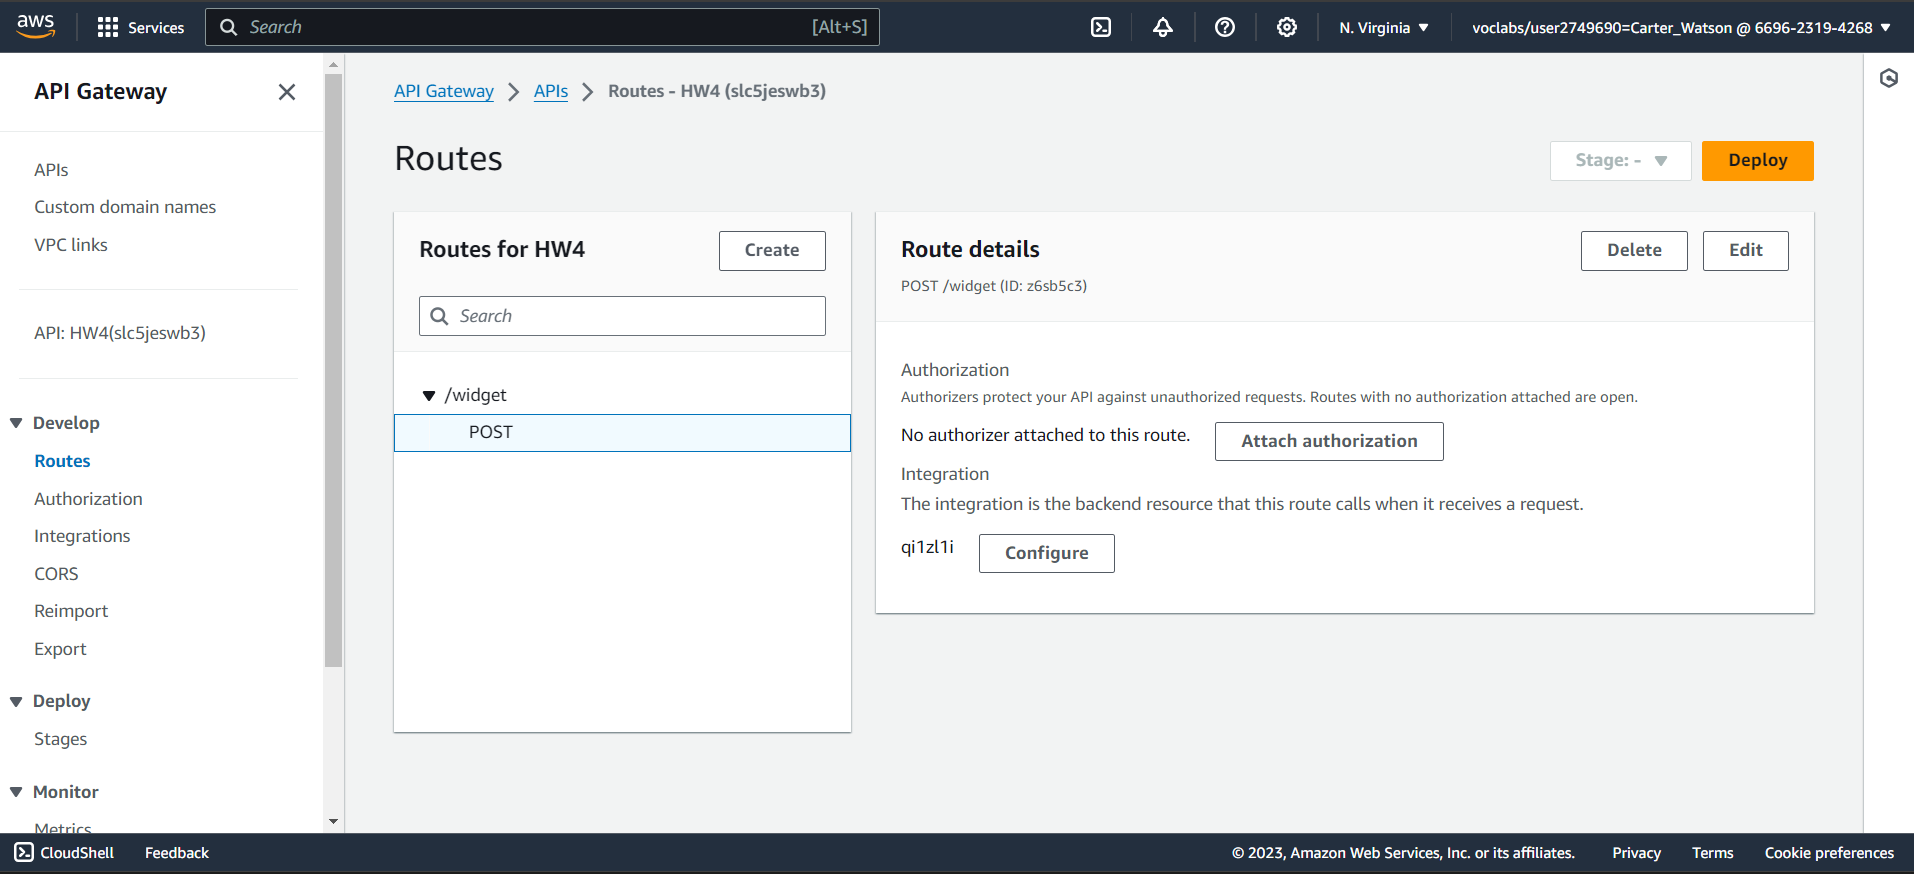 aws
Services
Search
[Alt+S]
N. Virginia
voclabs/user2749690=Carter_Watson @ 6696-2319-4268
API Gateway
APIs
Custom domain names
VPC links
API: HW4(slc5jeswb3)
Develop
Routes
Authorization
Integrations
CORS
Reimport
Export
Deploy
Stages
Monitor
Metrics
API Gateway
APIs
Routes - HW4 (slc5jeswb3)
Routes
Stage: -
Deploy
Routes for HW4
Create
Search
/widget
POST
Route details
Delete
Edit
POST /widget (ID: z6sb5c3)
Authorization
Authorizers protect your API against unauthorized requests. Routes with no authorization attached are open.
No authorizer attached to this route.
Attach authorization
Integration
The integration is the backend resource that this route calls when it receives a request.
qi1zl1i
Configure
CloudShell
Feedback
© 2023, Amazon Web Services, Inc. or its affiliates.
Privacy
Terms
Cookie preferences